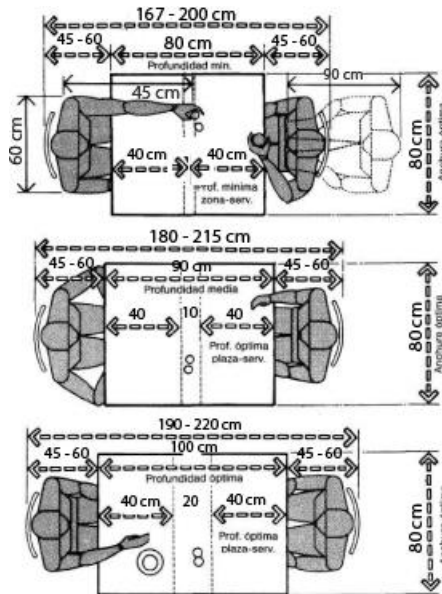 167 - 200 cm
45 - 60
80 cm
45 - 60
Profundidad min.
45 cm
90 cm
60 cm
40 cm
40 cm
prof. minima
zona-serv.
80 cm
Anchura óptima
180 - 215 cm
45 - 60
90 cm
45 - 60
Profundidad media
40
10
40
Prof. óptima
plaza-serv.
80 cm
Anchura óptima
190 - 220 cm
45 - 60
100 cm
45 - 60
Profundidad óptima
40 cm
20
40 cm
Prof. óptima
plaza-serv.
80 cm